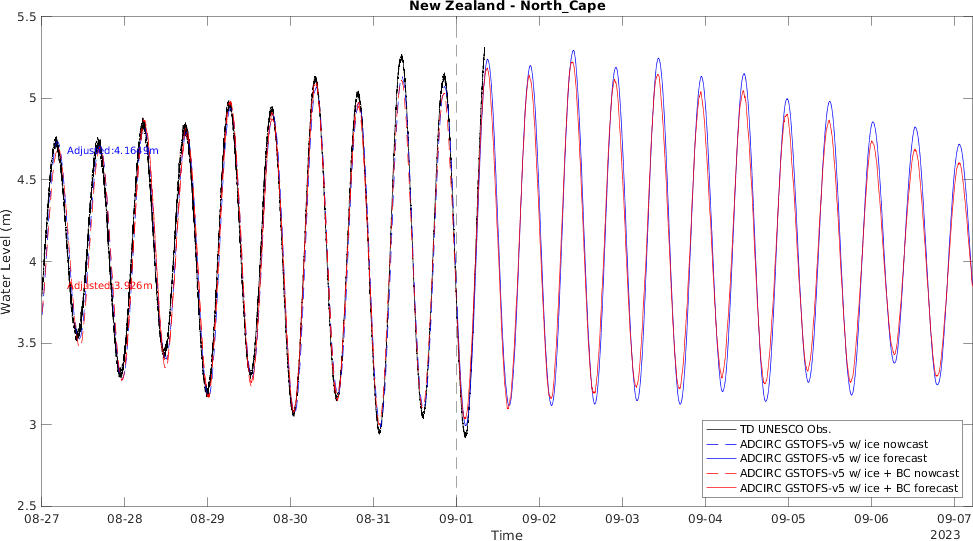 New Zealand - North_Cape
5.5
5
4.5
4
3.5
3
2.5
Water Level (m)
Adjusted:3.926m
TD UNESCO Obs.
ADCIRC GSTOFS-v5 w/ ice nowcast
ADCIRC GSTOFS-v5 w/ ice forecast
ADCIRC GSTOFS-v5 w/ ice + BC nowcast
ADCIRC GSTOFS-v5 w/ ice + BC forecast
08-27
08-28
08-29
08-30
08-31
09-01
09-02
09-03
09-04
09-05
09-06
09-07
Time
2023